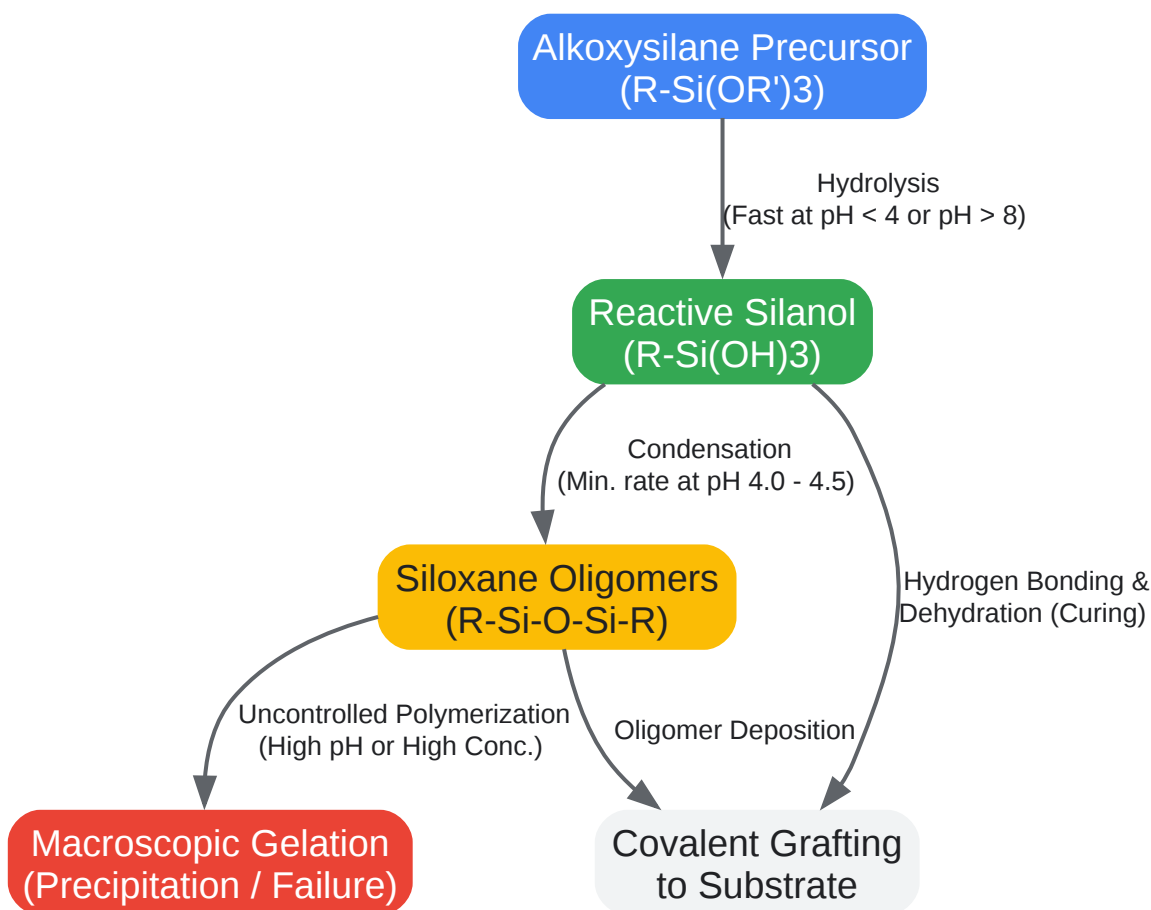 Alkoxysilane Precursor
(R-Si(OR')3)
Hydrolysis
(Fast at pH < 4 or pH > 8)
Reactive Silanol
(R-Si(OH)3)
Condensation
(Min. rate at pH 4.0 - 4.5)
Siloxane Oligomers
(R-Si-O-Si-R)
Hydrogen Bonding &
Dehydration (Curing)
Uncontrolled Polymerization
(High pH or High Conc.)
Oligomer Deposition
Macroscopic Gelation
(Precipitation / Failure)
Covalent Grafting
to Substrate